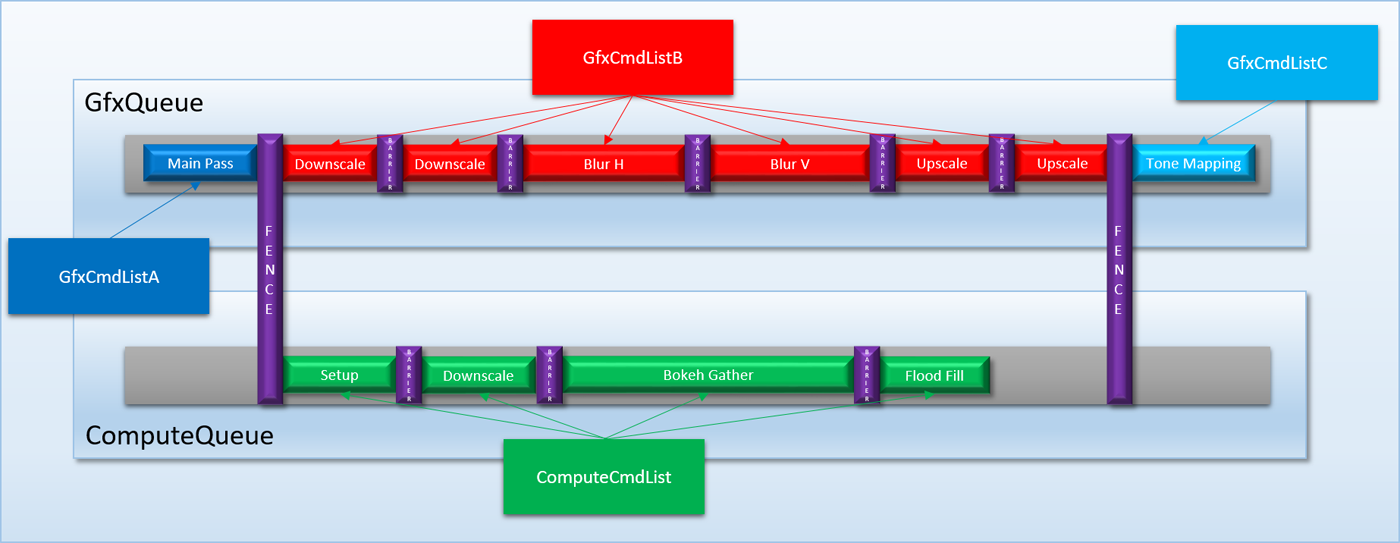 GfxCmdListB
GfxCmdListC
GfxQueue
Main Pass
Downscale
BARRIER
Downscale
BARRIER
Blur H
BARRIER
Blur V
BARRIER
Upscale
BARRIER
Upscale
Tone Mapping
FENCE
FENCE
GfxCmdListA
Setup
BARRIER
Downscale
BARRIER
Bokeh Gather
BARRIER
Flood Fill
ComputeQueue
ComputeCmdList